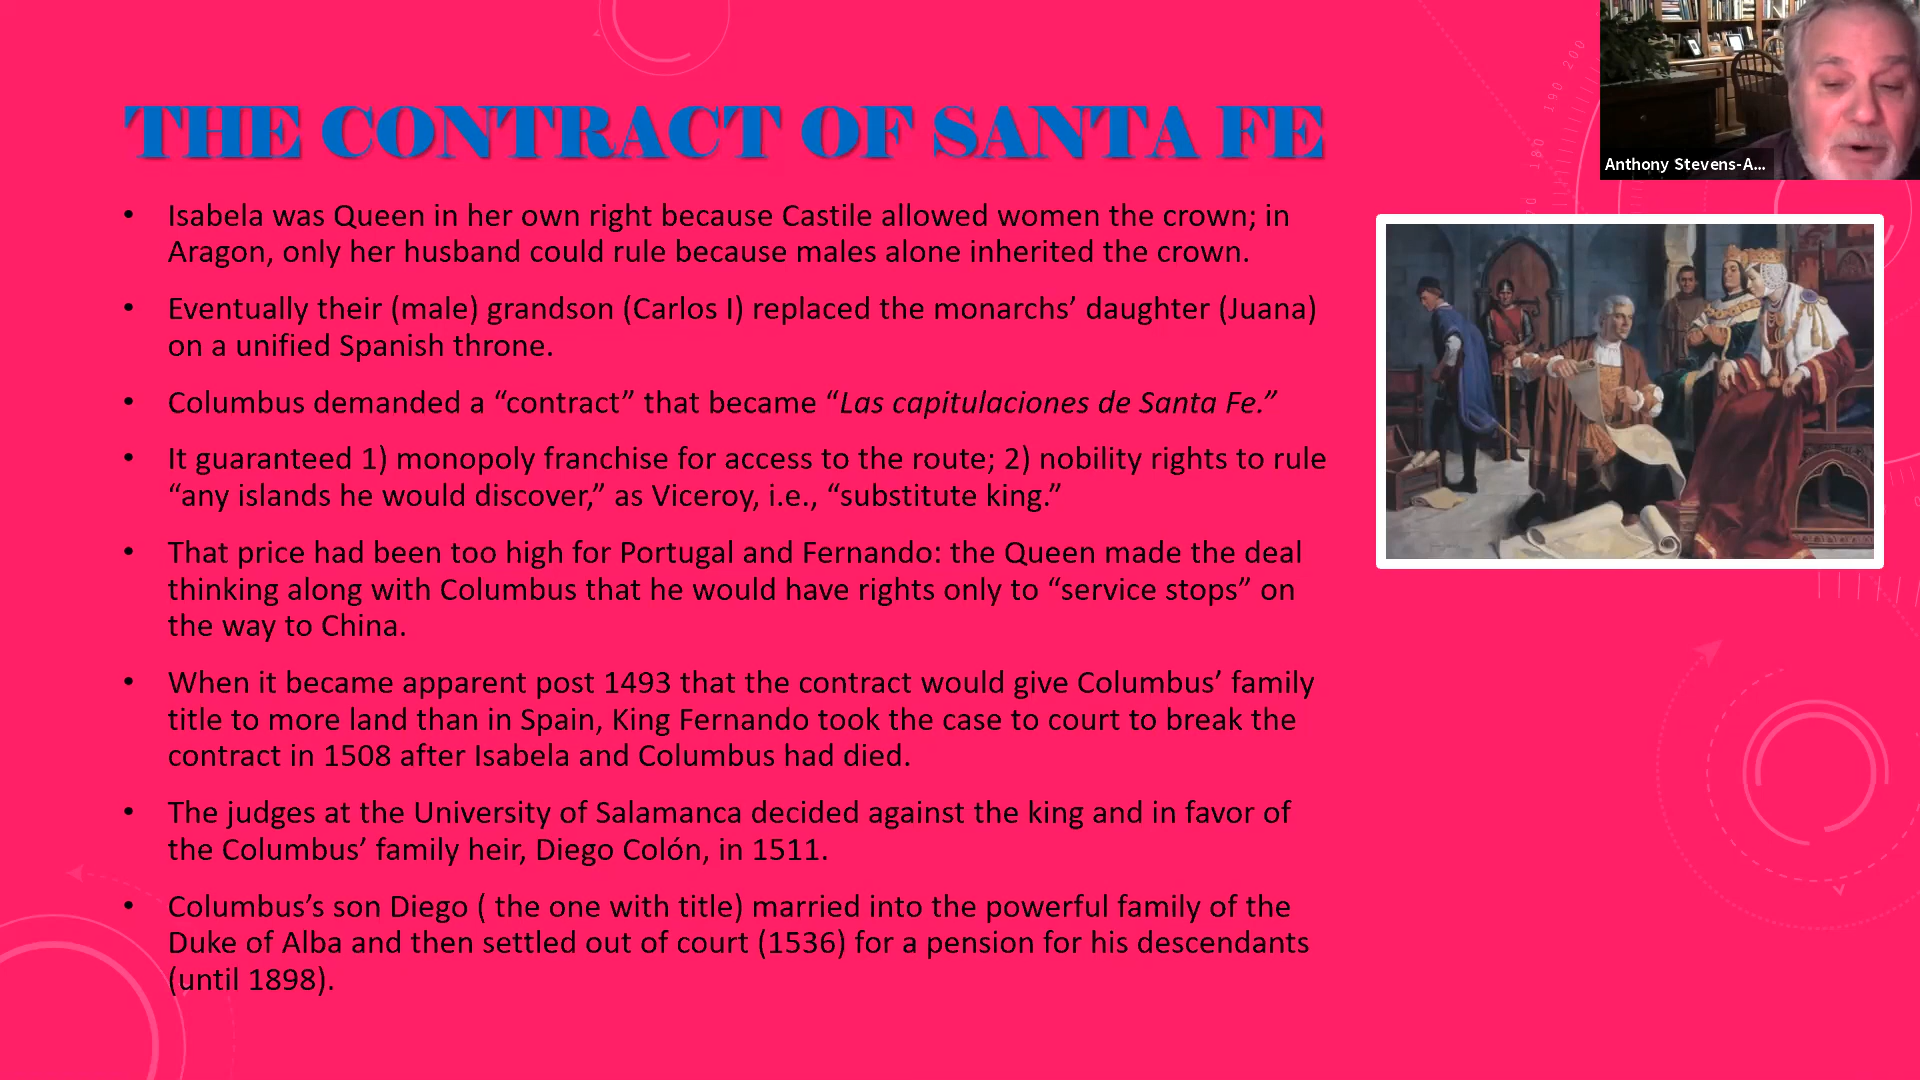 THE CONTRACT OF SANTA FE
• Isabela was Queen in her own right because Castile allowed women the crown; in
Aragon, only her husband could rule because males alone inherited the crown.
• Eventually their (male) grandson (Carlos I) replaced the monarchs’ daughter (Juana)
on a unified Spanish throne.
• Columbus demanded a “contract” that became “Las capitulaciones de Santa Fe.”
• It guaranteed 1) monopoly franchise for access to the route; 2) nobility rights to rule
“any islands he would discover,” as Viceroy, i.e., “substitute king.”
• That price had been too high for Portugal and Fernando: the Queen made the deal
thinking along with Columbus that he would have rights only to “service stops” on
the way to China.
• When it became apparent post 1493 that the contract would give Columbus’ family
title to more land than in Spain, King Fernando took the case to court to break the
contract in 1508 after Isabela and Columbus had died.
• The judges at the University of Salamanca decided against the king and in favor of
the Columbus’ family heir, Diego Colón, in 1511.
• Columbus’s son Diego ( the one with title) married into the powerful family of the
Duke of Alba and then settled out of court (1536) for a pension for his descendants
(until 1898).
Anthony Stevens-A...
180 190 200